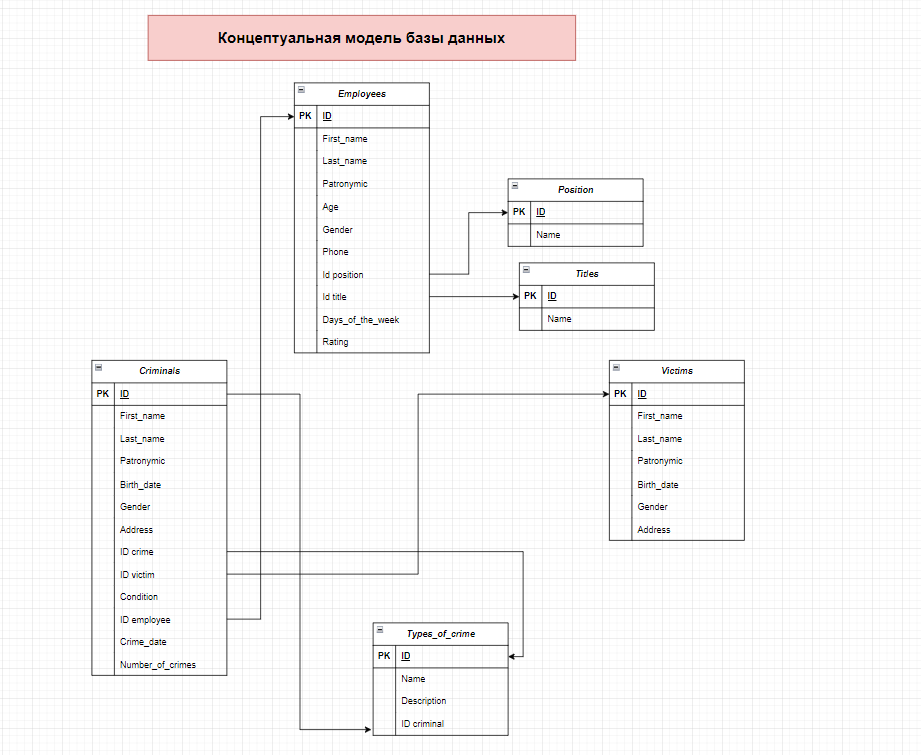 Концептуальная модель базы данных
Employees
PK ID
First_name
Last_name
Patronymic
Age
Gender
Phone
Id position
Id title
Days_of_the_week
Rating
Position
PK ID
Name
Titles
PK ID
Name
Criminals
PK ID
First_name
Last_name
Patronymic
Birth_date
Gender
Address
ID crime
ID victim
Condition
ID employee
Crime_date
Number_of_crimes
Victims
PK ID
First_name
Last_name
Patronymic
Birth_date
Gender
Address
Types_of_crime
PK ID
Name
Description
ID criminal